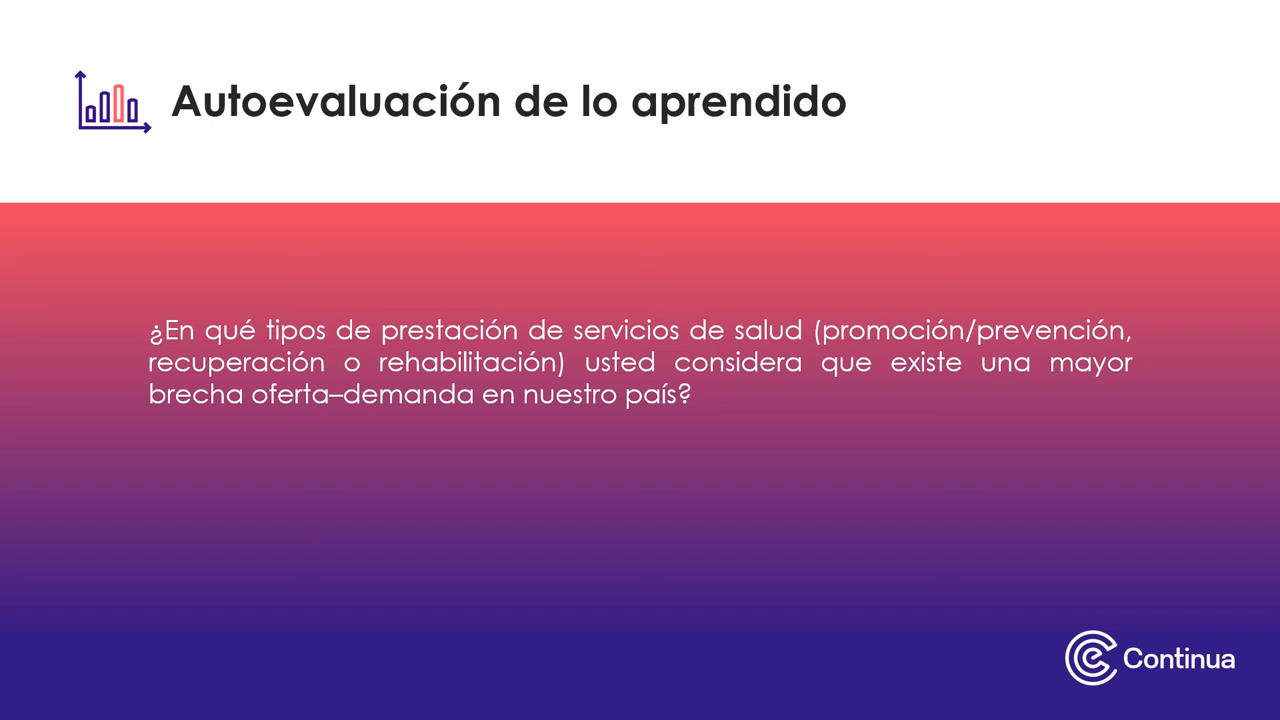 Autoevaluación de lo aprendido
¿En qué tipos de prestación de servicios de salud (promoción/prevención,
recuperación o rehabilitación) usted considera que existe una mayor
brecha oferta–demanda en nuestro país?
Continua